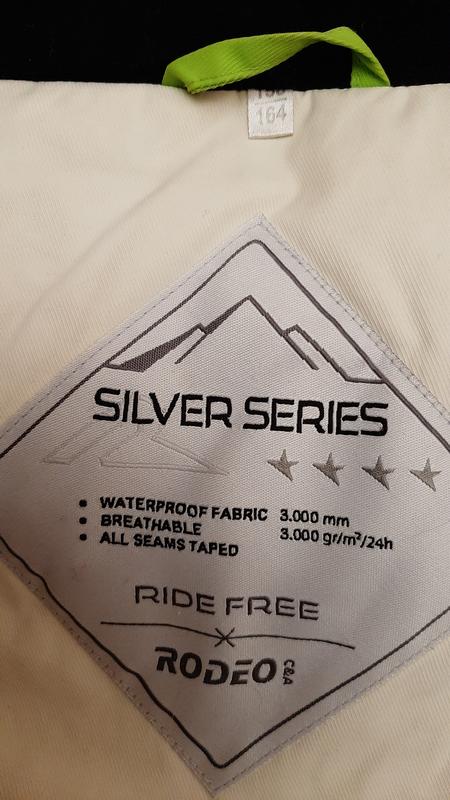 164
SILVER SERIES
• WATERPROOF FABRIC 3.000 mm
• BREATHABLE 3.000 gr/m²/24h
• ALL SEAMS TAPED
RIDE FREE
RODEO C&A